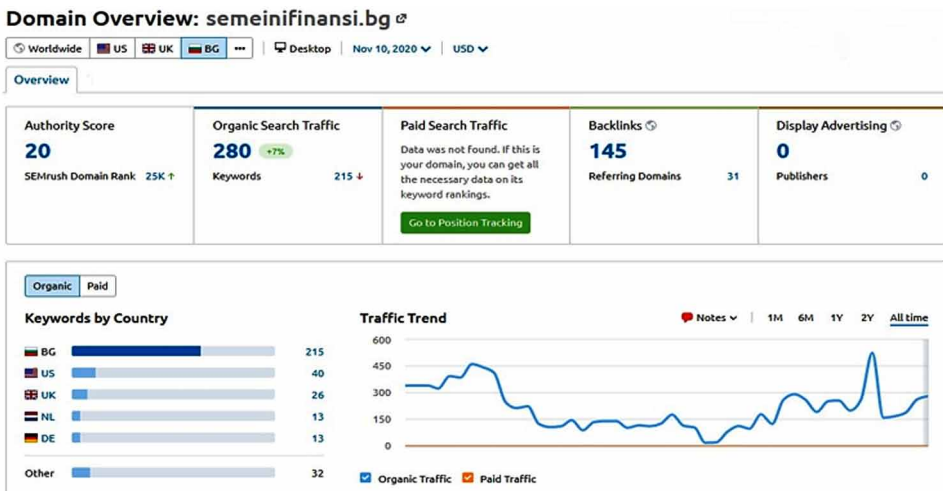 Domain Overview: semeinifinansi.bg
Worldwide US UK BG ... Desktop Nov 10, 2020 USD
Overview
Authority Score
20
SEMrush Domain Rank 25K ↑
Organic Search Traffic
280 +7%
Keywords 215 ↓
Paid Search Traffic
Data was not found. If this is
your domain, you can get all
the necessary data on its
keyword rankings.
Go to Position Tracking
Backlinks
145
Referring Domains 31
Display Advertising
0
Publishers 0
Organic Paid
Keywords by Country
BG 215
US 40
UK 26
NL 13
DE 13
Other 32
Traffic Trend
Notes 1M 6M 1Y 2Y All time
600
450
300
150
0
Organic Traffic Paid Traffic